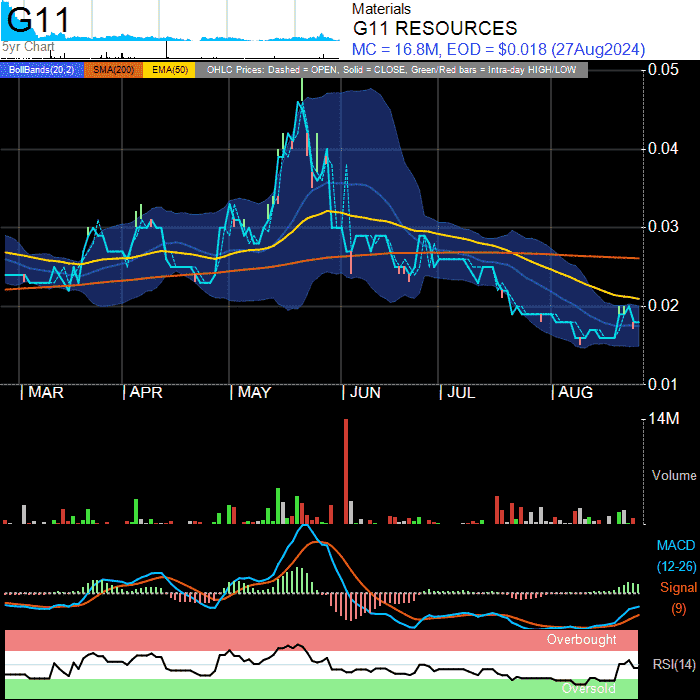 G11
5yr Chart
Materials
G11 RESOURCES
MC = 16.8M, EOD = $0.018 (27Aug2024)
BollBands(20,2) SMA(200) EMA(50) OHLC Prices: Dashed = OPEN, Solid = CLOSE, Green/Red bars = Intra-day HIGH/LOW
0.05
0.04
0.03
0.02
0.01
| MAR | APR | MAY | JUN | JUL | AUG
14M
Volume
MACD
(12-26)
Signal
(9)
Overbought
RSI(14)
Oversold